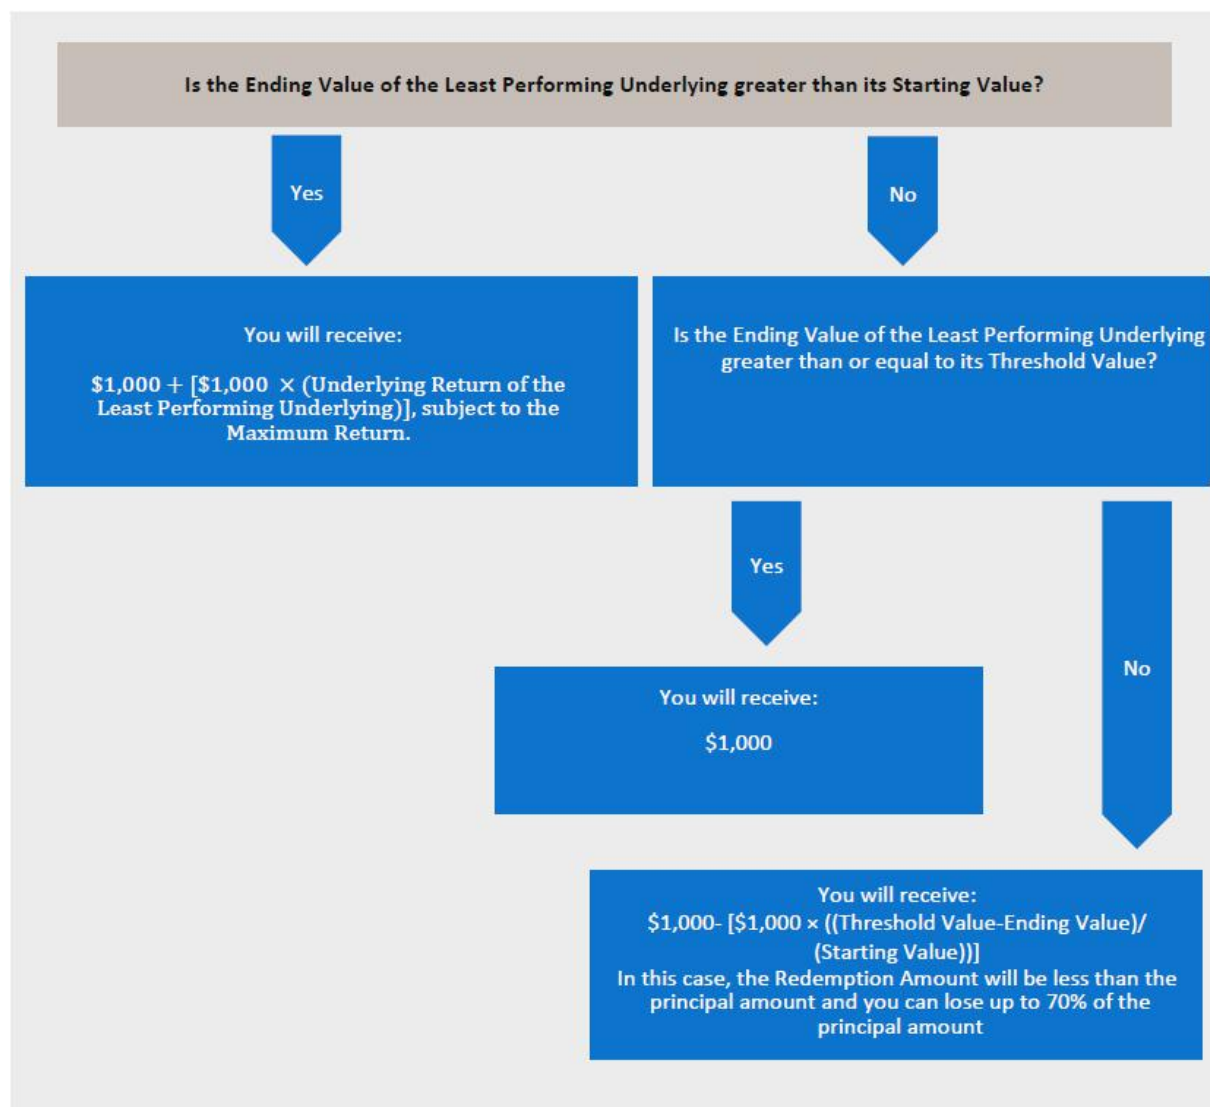 Is the Ending Value of the Least Performing Underlying greater than its Starting Value?
Yes
No
You will receive:
$1,000 + [$1,000 × (Underlying Return of the
Least Performing Underlying)], subject to the
Maximum Return.
Is the Ending Value of the Least Performing Underlying
greater than or equal to its Threshold Value?
Yes
No
You will receive:
$1,000
You will receive:
$1,000- [$1,000 × ((Threshold Value-Ending Value)/
(Starting Value))]
In this case, the Redemption Amount will be less than the
principal amount and you can lose up to 70% of the
principal amount